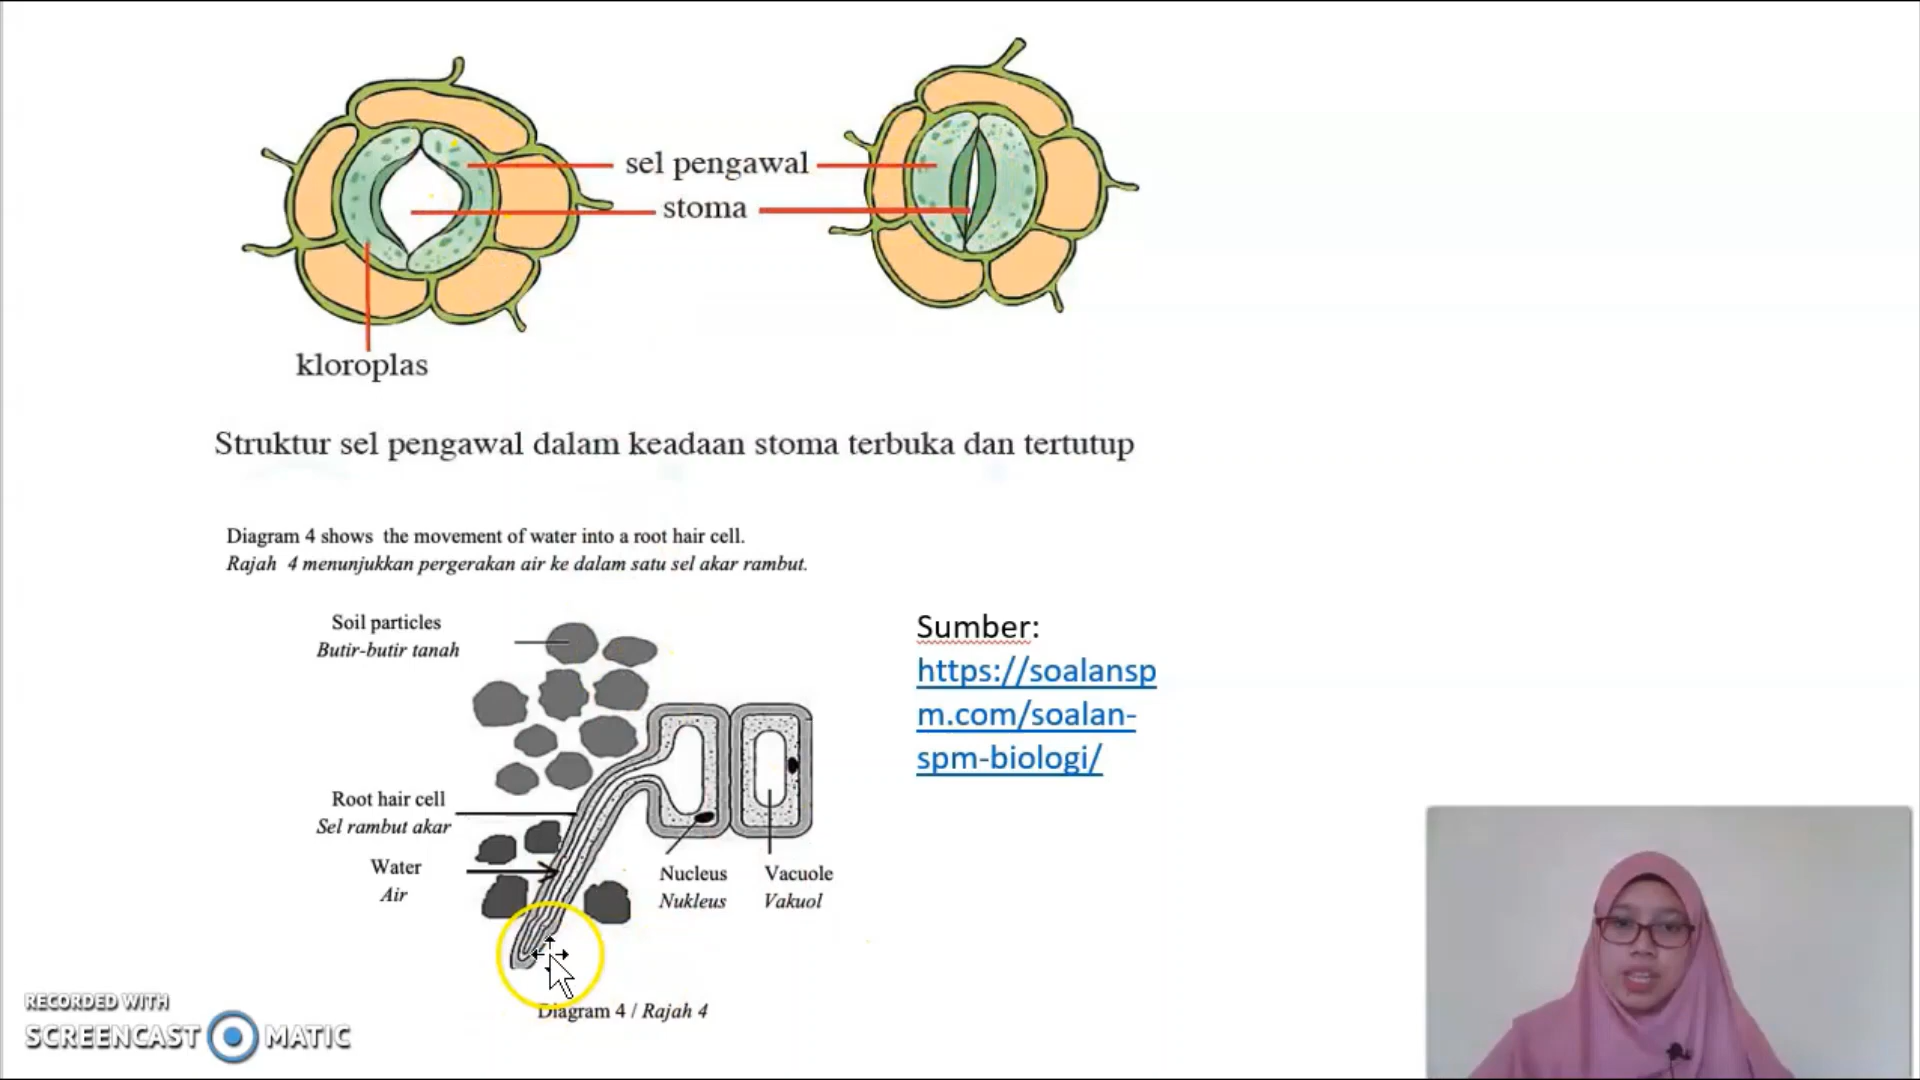 sel pengawal
stoma
kloroplas
Struktur sel pengawal dalam keadaan stoma terbuka dan tertutup
Diagram 4 shows the movement of water into a root hair cell.
Rajah 4 menunjukkan pergerakan air ke dalam satu sel akar rambut.
Soil particles
Butir-butir tanah
Root hair cell
Sel rambut akar
Water
Air
Nucleus
Nukleus
Vacuole
Vakuol
Diagram 4 / Rajah 4
Sumber:
https://soalansp
m.com/soalan-
spm-biologi/
RECORDED WITH
SCREENCAST MATIC